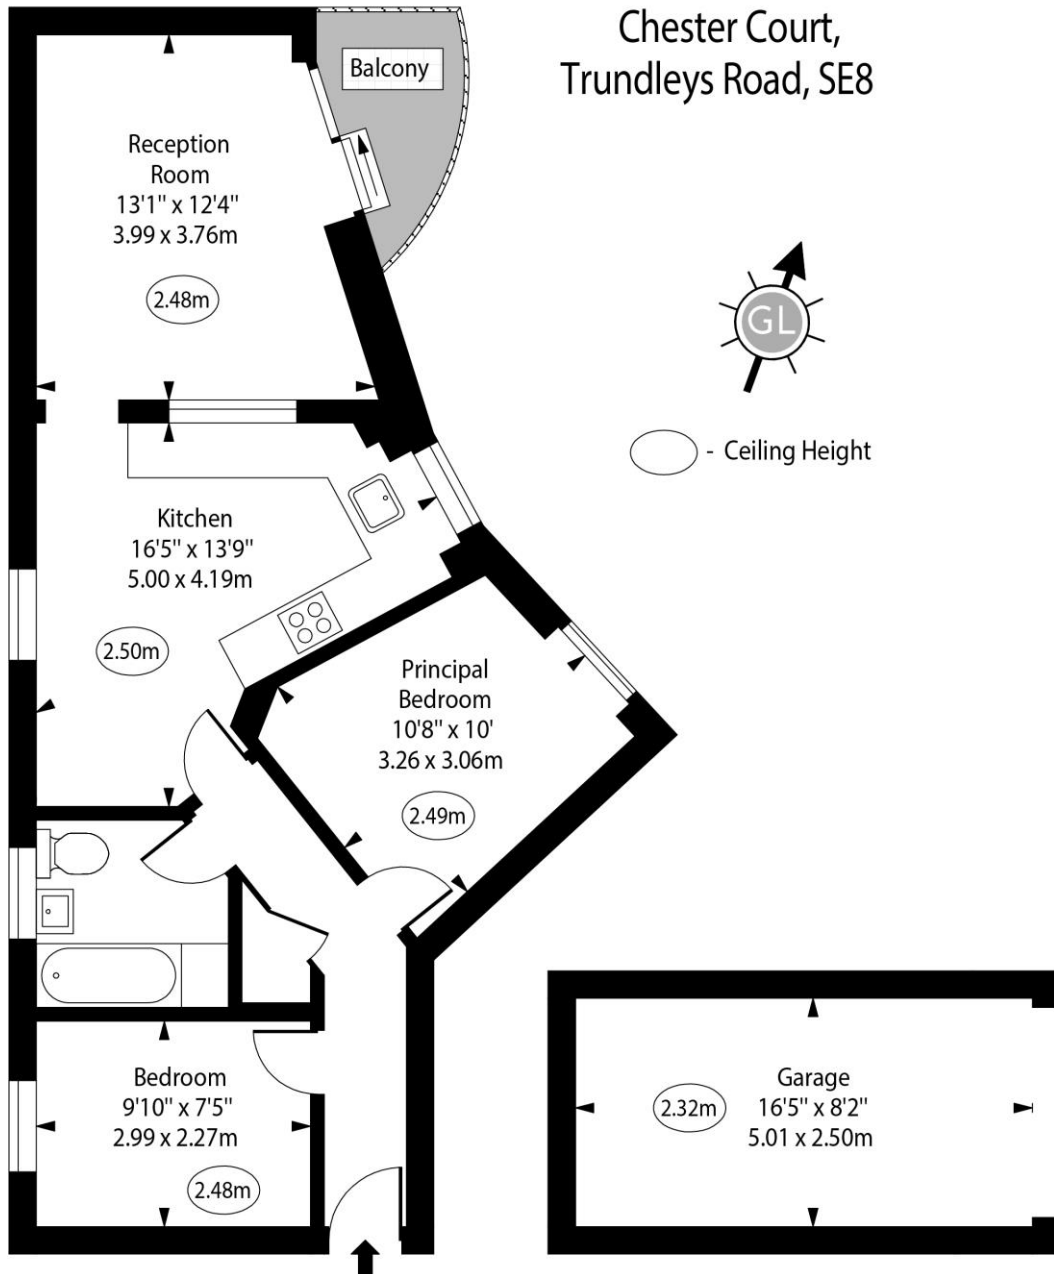 Chester Court,
Trundleys Road, SE8
Balcony
Reception
Room
13'1" x 12'4"
3.99 x 3.76m
2.48m
GL
- Ceiling Height
Kitchen
16'5" x 13'9"
5.00 x 4.19m
2.50m
Principal
Bedroom
10'8" x 10'
3.26 x 3.06m
2.49m
Bedroom
9'10" x 7'5"
2.99 x 2.27m
2.48m
Garage
16'5" x 8'2"
5.01 x 2.50m
2.32m